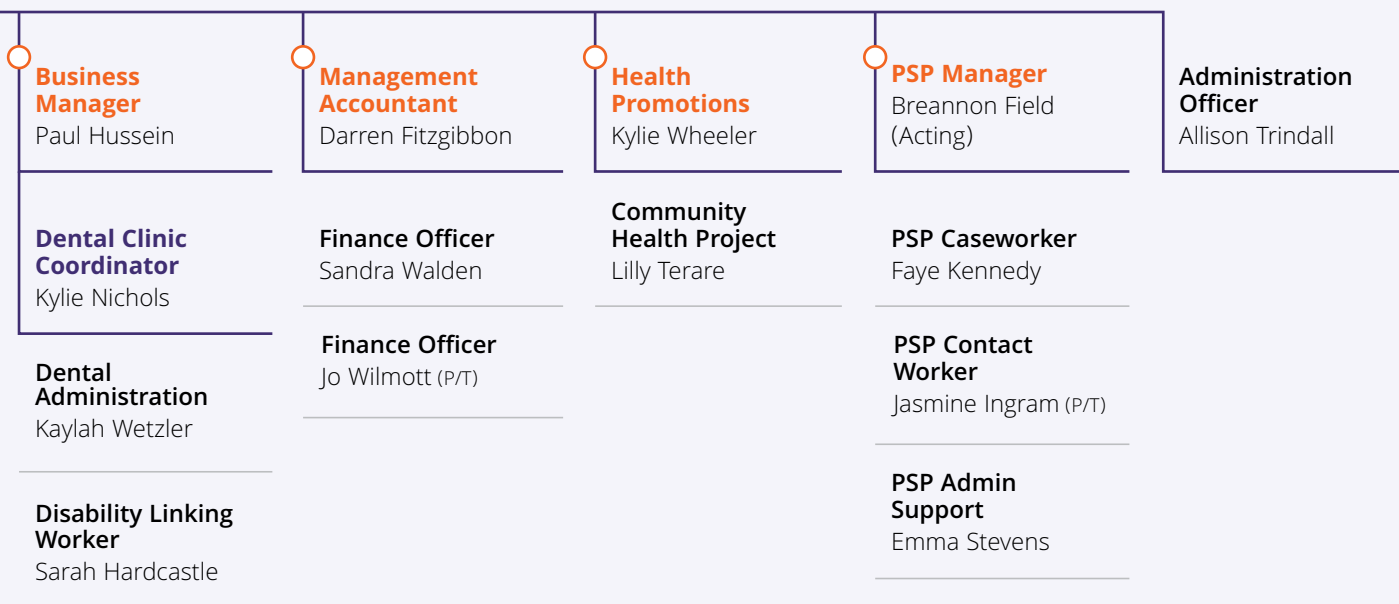 Business
Manager
Paul Hussein
Dental Clinic
Coordinator
Kylie Nichols
Dental
Administration
Kaylah Wetzler
Disability Linking
Worker
Sarah Hardcastle
Management
Accountant
Darren Fitzgibbon
Finance Officer
Sandra Walden
Finance Officer
Jo Wilmott (P/T)
Health
Promotions
Kylie Wheeler
Community
Health Project
Lilly Terare
PSP Manager
Breannon Field
(Acting)
PSP Caseworker
Faye Kennedy
PSP Contact
Worker
Jasmine Ingram (P/T)
PSP Admin
Support
Emma Stevens
Administration
Officer
Allison Trindall